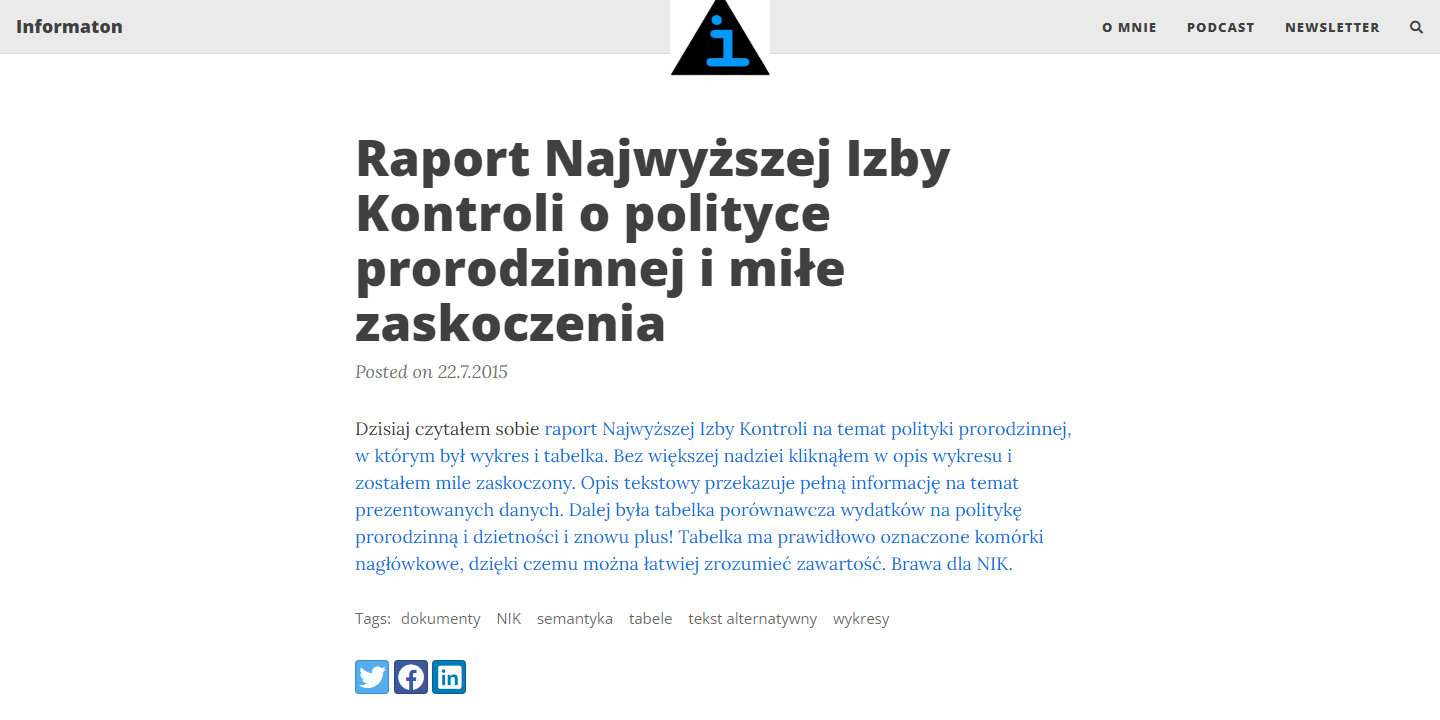 Informaton
i
O MNIE
PODCAST
NEWSLETTER
Raport Najwyższej Izby
Kontroli o polityce
prorodzinnej i miłe
zaskoczenia
Posted on 22.7.2015
Dzisiaj czytałem sobie raport Najwyższej Izby Kontroli na temat polityki prorodzinnej,
w którym był wykres i tabelka. Bez większej nadziei kliknąłem w opis wykresu i
zostałem mile zaskoczony. Opis tekstowy przekazuje pełną informację na temat
prezentowanych danych. Dalej była tabelka porównawcza wydatków na politykę
prorodzinną i dzietności i znowu plus! Tabelka ma prawidłowo oznaczone komórki
nagłówkowe, dzięki czemu można łatwiej zrozumieć zawartość. Brawa dla NIK.
Tags: dokumenty NIK semantyka tabele tekst alternatywny wykresy